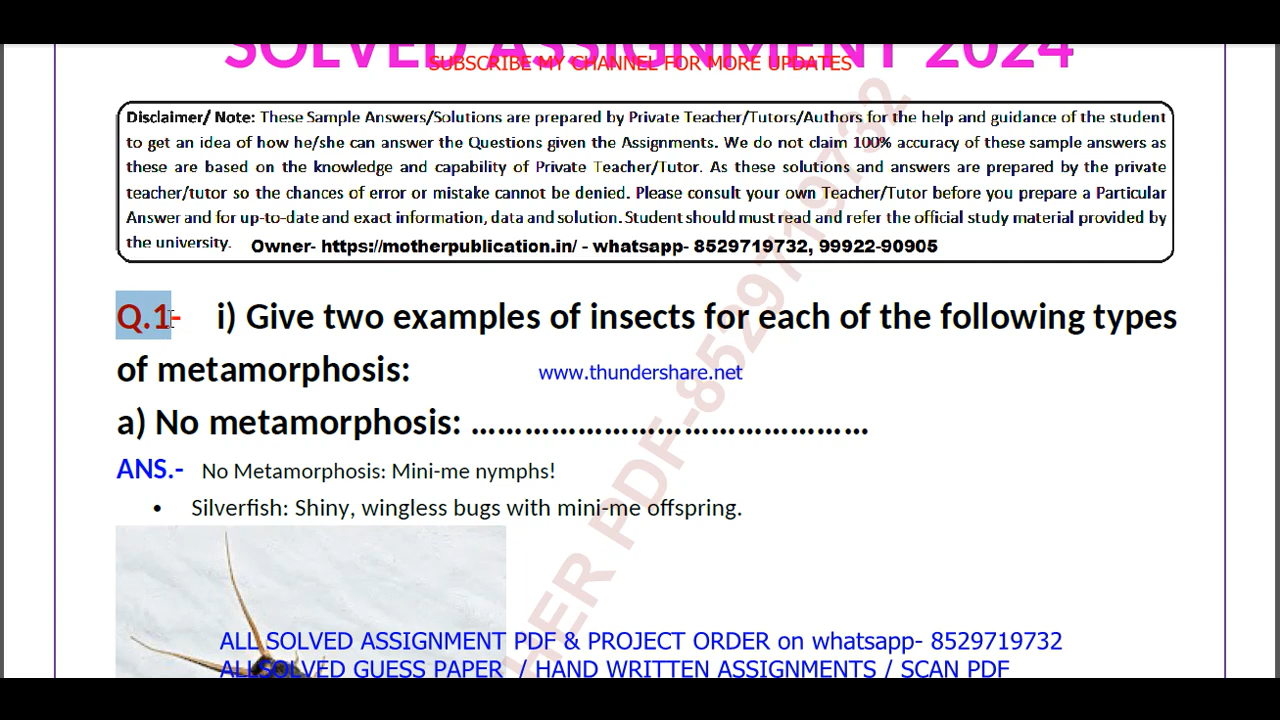 SOLVED ASSIGNMENT 2024
SUBSCRIBE MY CHANNEL FOR MORE UPDATES
Disclaimer/ Note: These Sample Answers/Solutions are prepared by Private Teacher/Tutors/Authors for the help and guidance of the student
to get an idea of how he/she can answer the Questions given the Assignments. We do not claim 100% accuracy of these sample answers as
these are based on the knowledge and capability of Private Teacher/Tutor. As these solutions and answers are prepared by the private
teacher/tutor so the chances of error or mistake cannot be denied. Please consult your own Teacher/Tutor before you prepare a Particular
Answer and for up-to-date and exact information, data and solution. Student should must read and refer the official study material provided by
the university. Owner- https://motherpublication.in/ - whatsapp- 8529719732, 99922-90905
Q.1- i) Give two examples of insects for each of the following types
of metamorphosis:
www.thundershare.net
a) No metamorphosis: ……………………………………
ANS.- No Metamorphosis: Mini-me nymphs!
• Silverfish: Shiny, wingless bugs with mini-me offspring.
HER PDF-8529719732
ALL SOLVED ASSIGNMENT PDF & PROJECT ORDER on whatsapp- 8529719732
ALLSOLVED GUESS PAPER / HAND WRITTEN ASSIGNMENTS / SCAN PDF